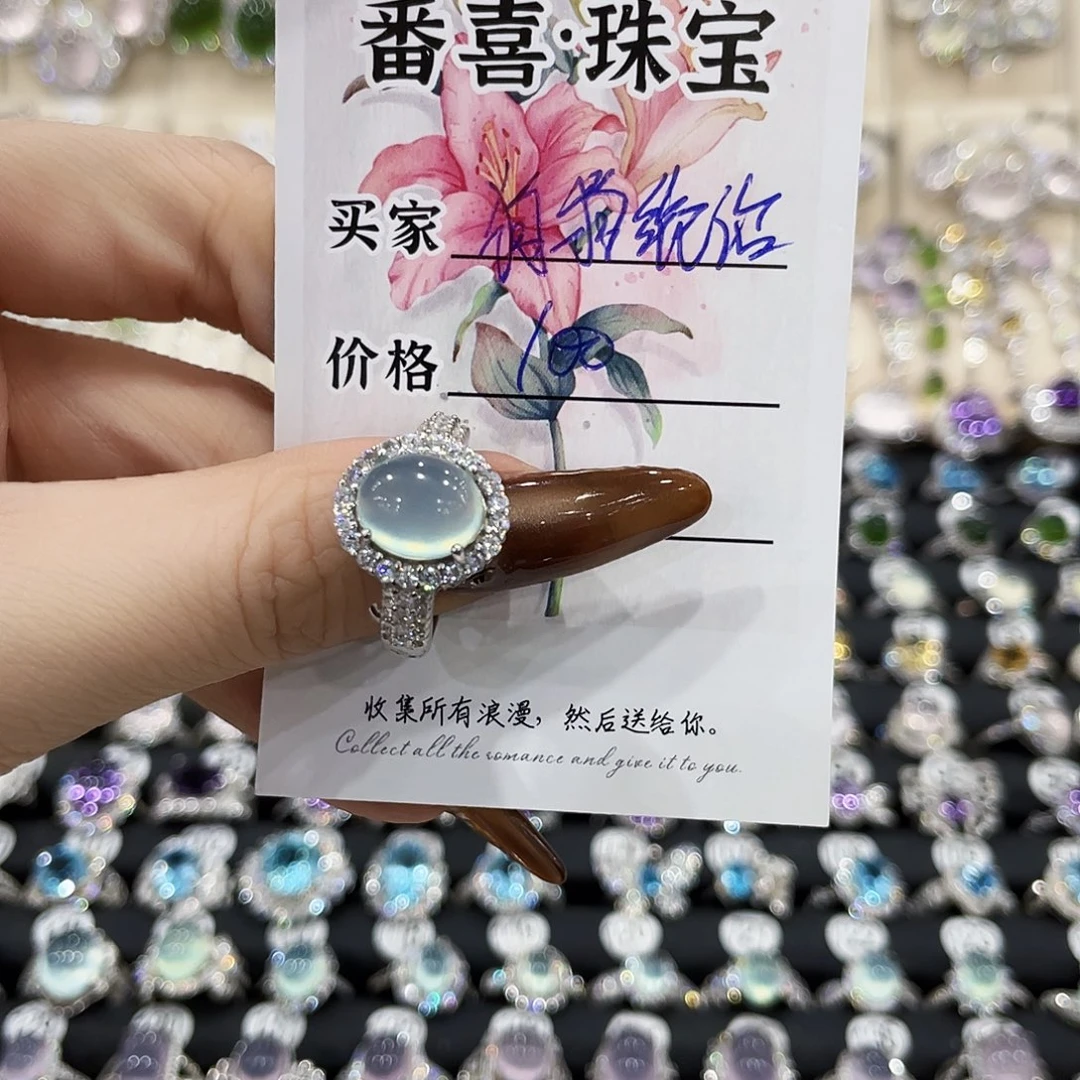 番喜·珠宝
买家
价格 100
收集所有浪漫，然后送给你。
Collect all the romance and give it to you.